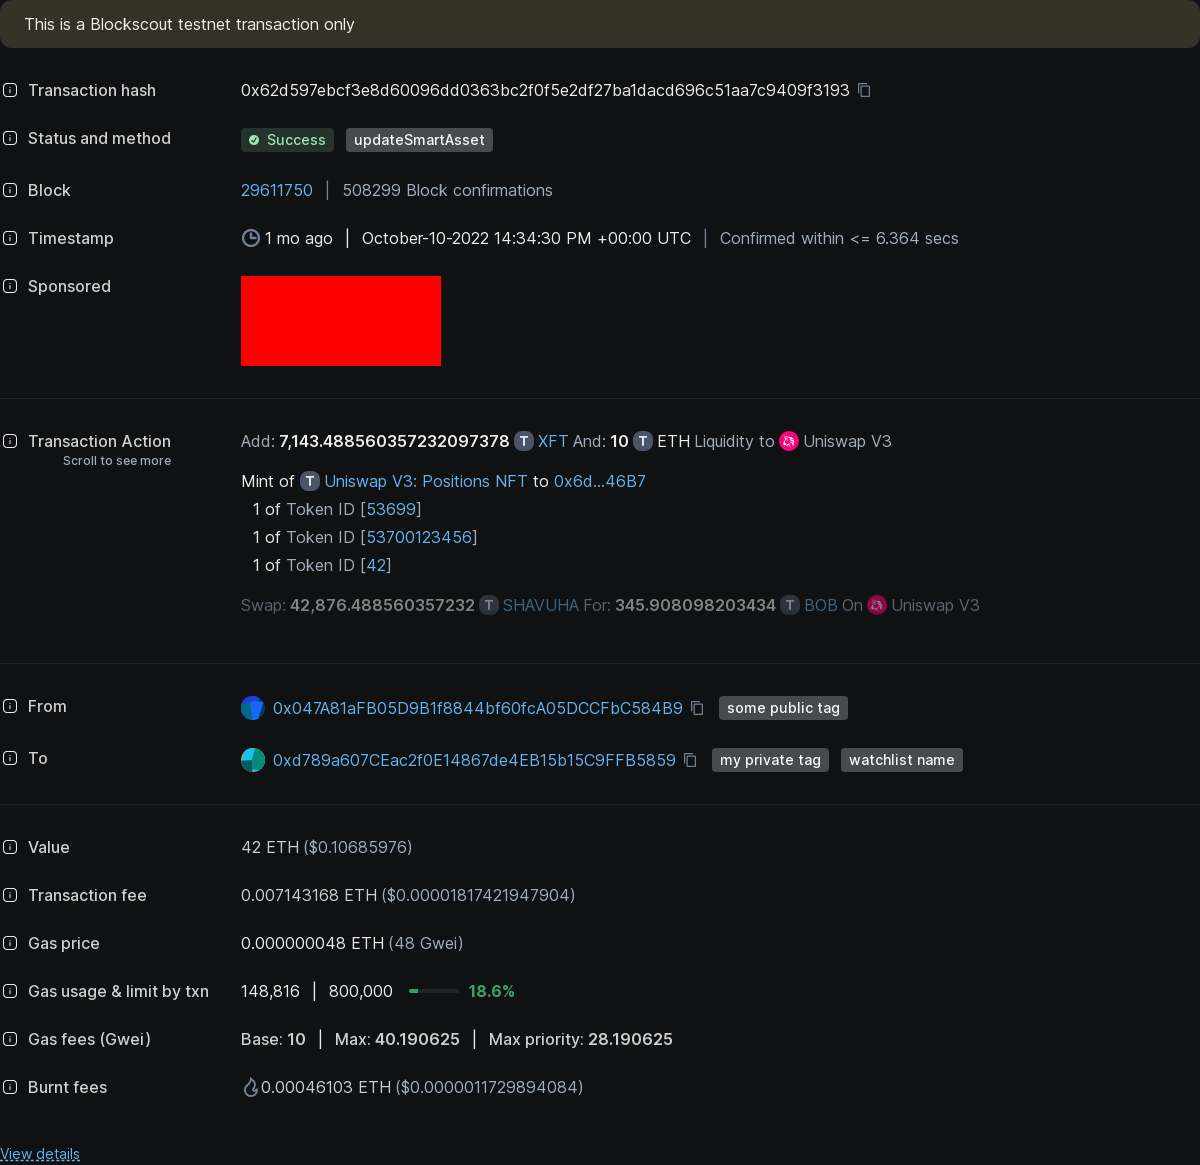 This is a Blockscout testnet transaction only
Transaction hash 0x62d597ebcf3e8d60096dd0363bc2f0f5e2df27ba1dacd696c51aa7c9409f3193
Status and method Success updateSmartAsset
Block 29611750 | 508299 Block confirmations
Timestamp 1 mo ago | October-10-2022 14:34:30 PM +00:00 UTC | Confirmed within <= 6.364 secs
Sponsored
Transaction Action Add: 7,143.488560357232097378 T XFT And: 10 T ETH Liquidity to Uniswap V3
Scroll to see more
Mint of T Uniswap V3: Positions NFT to 0x6d...46B7
1 of Token ID [53699]
1 of Token ID [53700123456]
1 of Token ID [42]
Swap: 42,876.488560357232 T SHAVUHA For: 345.908098203434 T BOB On Uniswap V3
From 0x047A81aFB05D9B1f8844bf60fcA05DCCFbC584B9 some public tag
To 0xd789a607CEac2f0E14867de4EB15b15C9FFB5859 my private tag watchlist name
Value 42 ETH ($0.10685976)
Transaction fee 0.007143168 ETH ($0.00001817421947904)
Gas price 0.000000048 ETH (48 Gwei)
Gas usage & limit by txn 148,816 | 800,000 18.6%
Gas fees (Gwei) Base: 10 | Max: 40.190625 | Max priority: 28.190625
Burnt fees 0.00046103 ETH ($0.0000011729894084)
View details